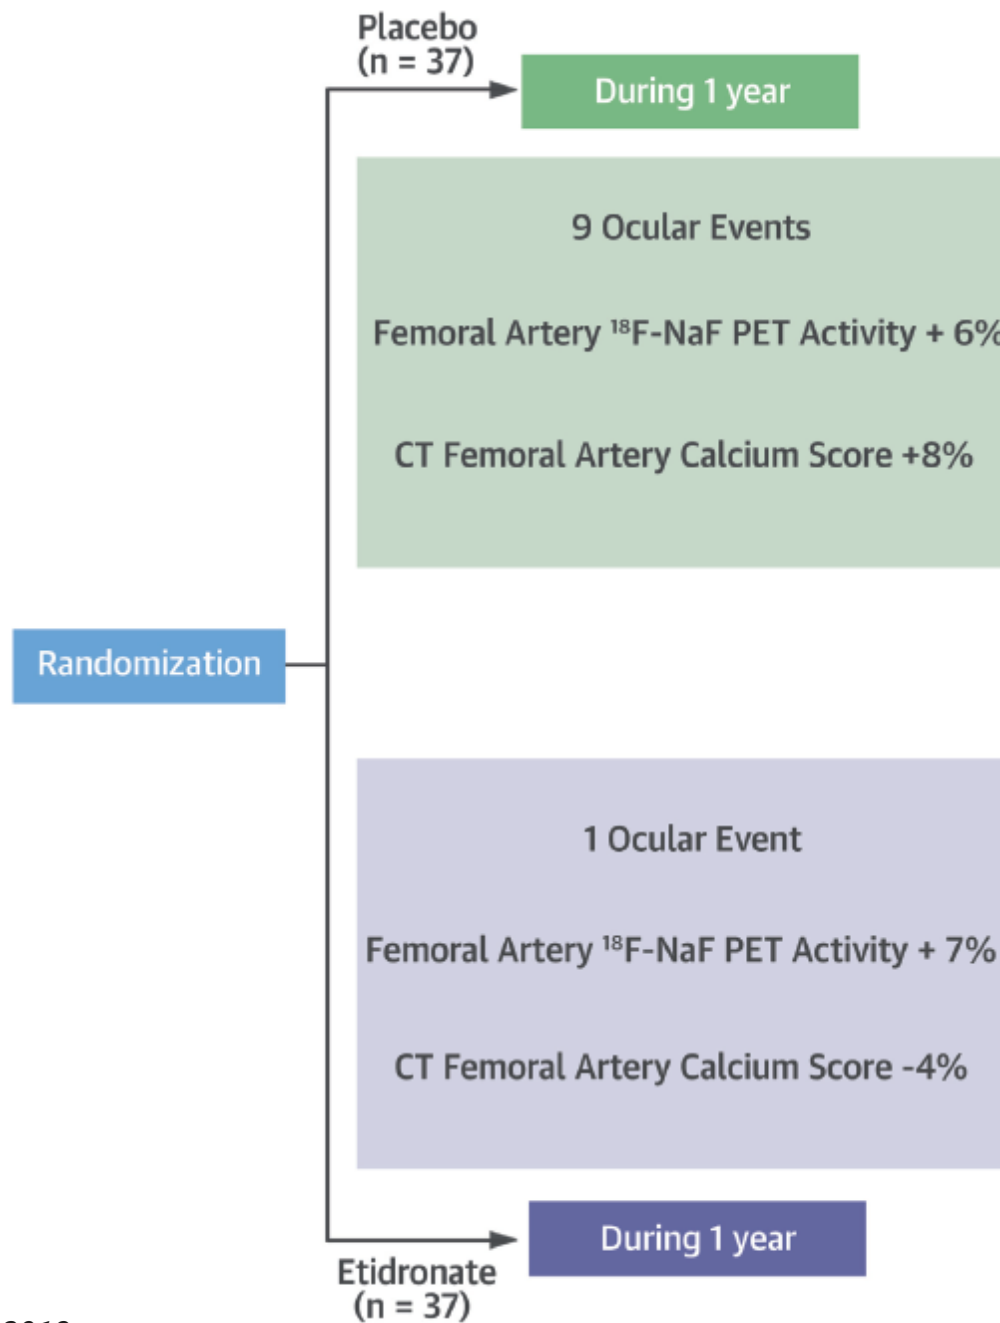 Placebo
(n = 37)
During 1 year
9 Ocular Events
Femoral Artery ¹⁸F-NaF PET Activity + 6%
CT Femoral Artery Calcium Score +8%
Randomization
1 Ocular Event
Femoral Artery ¹⁸F-NaF PET Activity + 7%
CT Femoral Artery Calcium Score -4%
During 1 year
Etidronate
(n = 37)